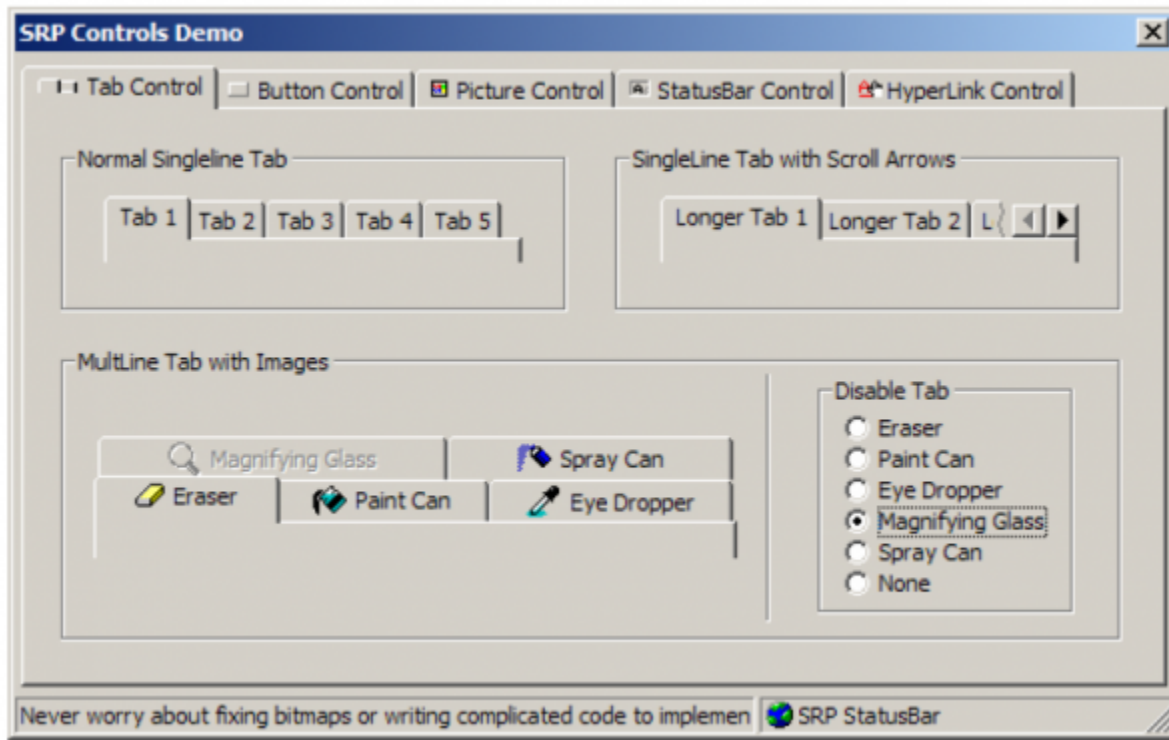 SRP Controls Demo
Tab Control Button Control Picture Control StatusBar Control HyperLink Control
Normal Singleline Tab
Tab 1 Tab 2 Tab 3 Tab 4 Tab 5
SingleLine Tab with Scroll Arrows
Longer Tab 1 Longer Tab 2 L
MultLine Tab with Images
Magnifying Glass Spray Can
Eraser Paint Can Eye Dropper
Disable Tab
Eraser
Paint Can
Eye Dropper
Magnifying Glass
Spray Can
None
Never worry about fixing bitmaps or writing complicated code to implemen
SRP StatusBar